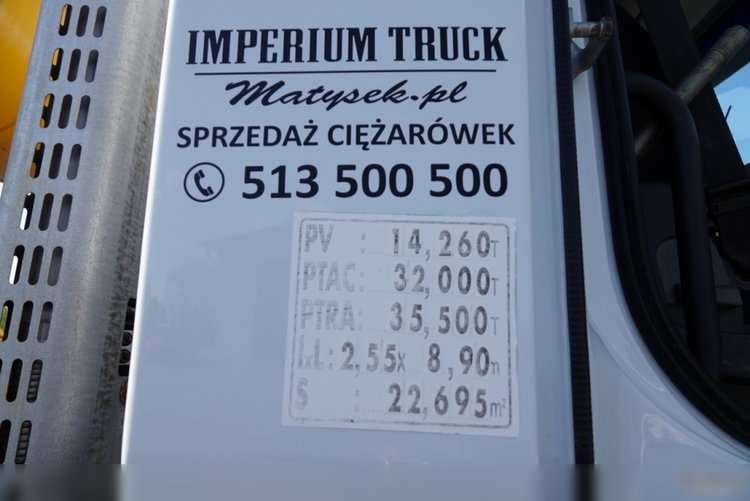 IMPERIUM TRUCK
Matysek.pl
SPRZEDAŻ CIĘŻARÓWEK
513 500 500
PV : 14,260T
PTAC : 32,000T
PTRA : 35,500T
lxL : 2,55x 8,90m
S : 22,695m²